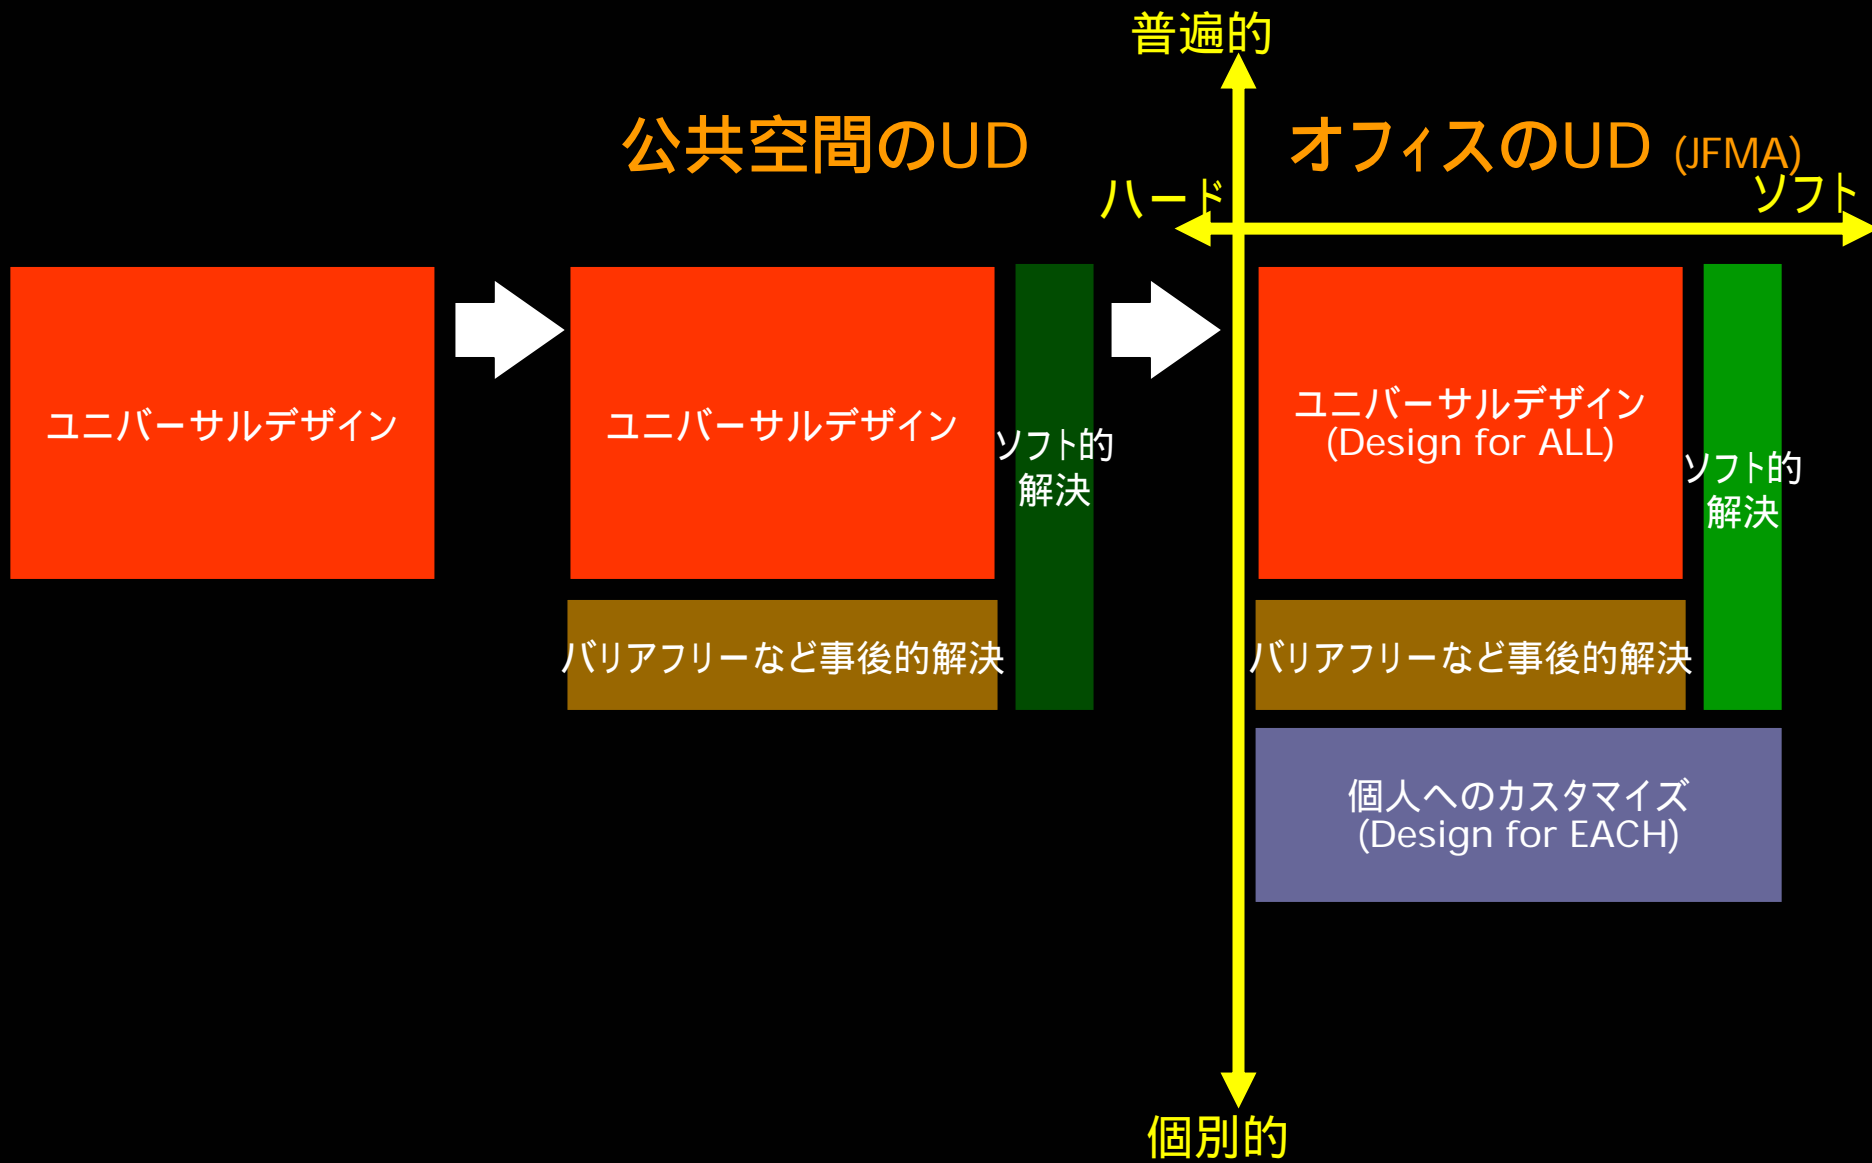 普遍的
公共空間のUD
オフィスのUD (JFMA)
ハード
ソフト
ユニバーサルデザイン
ユニバーサルデザイン
ソフト的
解決
バリアフリーなど事後的解決
ユニバーサルデザイン
(Design for ALL)
ソフト的
解決
バリアフリーなど事後的解決
個人へのカスタマイズ
(Design for EACH)
個別的